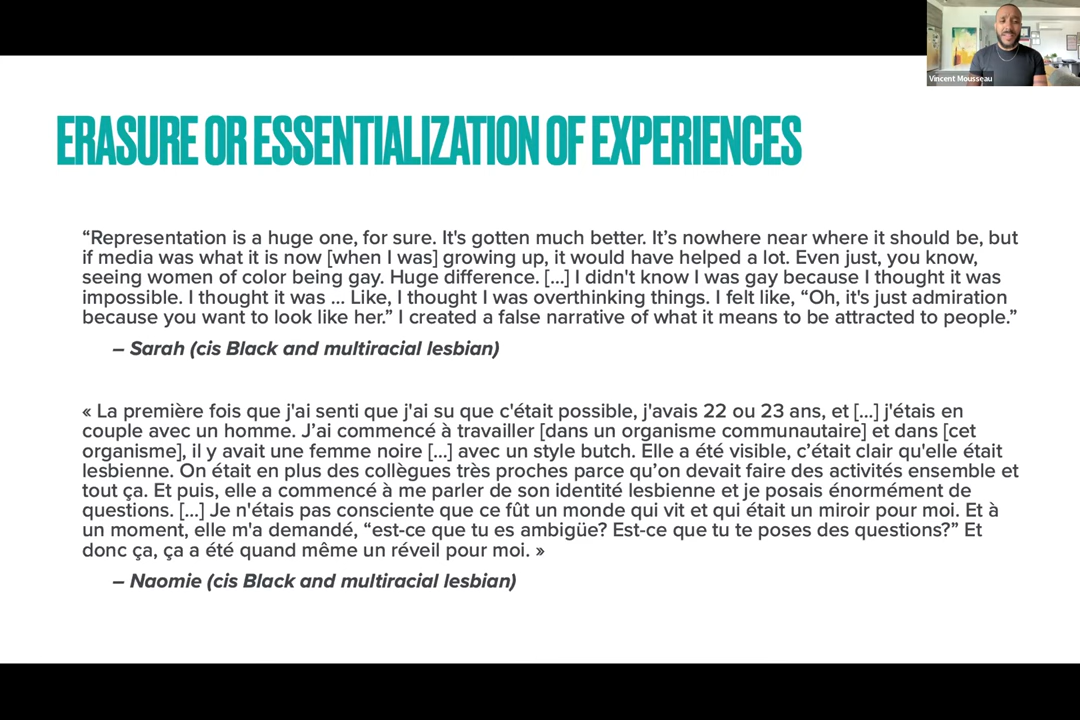 Vincent Mousseau
ERASURE OR ESSENTIALIZATION OF EXPERIENCES
“Representation is a huge one, for sure. It's gotten much better. It’s nowhere near where it should be, but
if media was what it is now [when I was] growing up, it would have helped a lot. Even just, you know,
seeing women of color being gay. Huge difference. [...] I didn't know I was gay because I thought it was
impossible. I thought it was ... Like, I thought I was overthinking things. I felt like, “Oh, it's just admiration
because you want to look like her.” I created a false narrative of what it means to be attracted to people.”
– Sarah (cis Black and multiracial lesbian)
« La première fois que j'ai senti que j'ai su que c'était possible, j'avais 22 ou 23 ans, et [...] j'étais en
couple avec un homme. J’ai commencé à travailler [dans un organisme communautaire] et dans [cet
organisme], il y avait une femme noire [...] avec un style butch. Elle a été visible, c’était clair qu'elle était
lesbienne. On était en plus des collègues très proches parce qu’on devait faire des activités ensemble et
tout ça. Et puis, elle a commencé à me parler de son identité lesbienne et je posais énormément de
questions. [...] Je n'étais pas consciente que ce fût un monde qui vit et qui était un miroir pour moi. Et à
un moment, elle m'a demandé, “est-ce que tu es ambigüe? Est-ce que tu te poses des questions?” Et
donc ça, ça a été quand même un réveil pour moi. »
– Naomie (cis Black and multiracial lesbian)